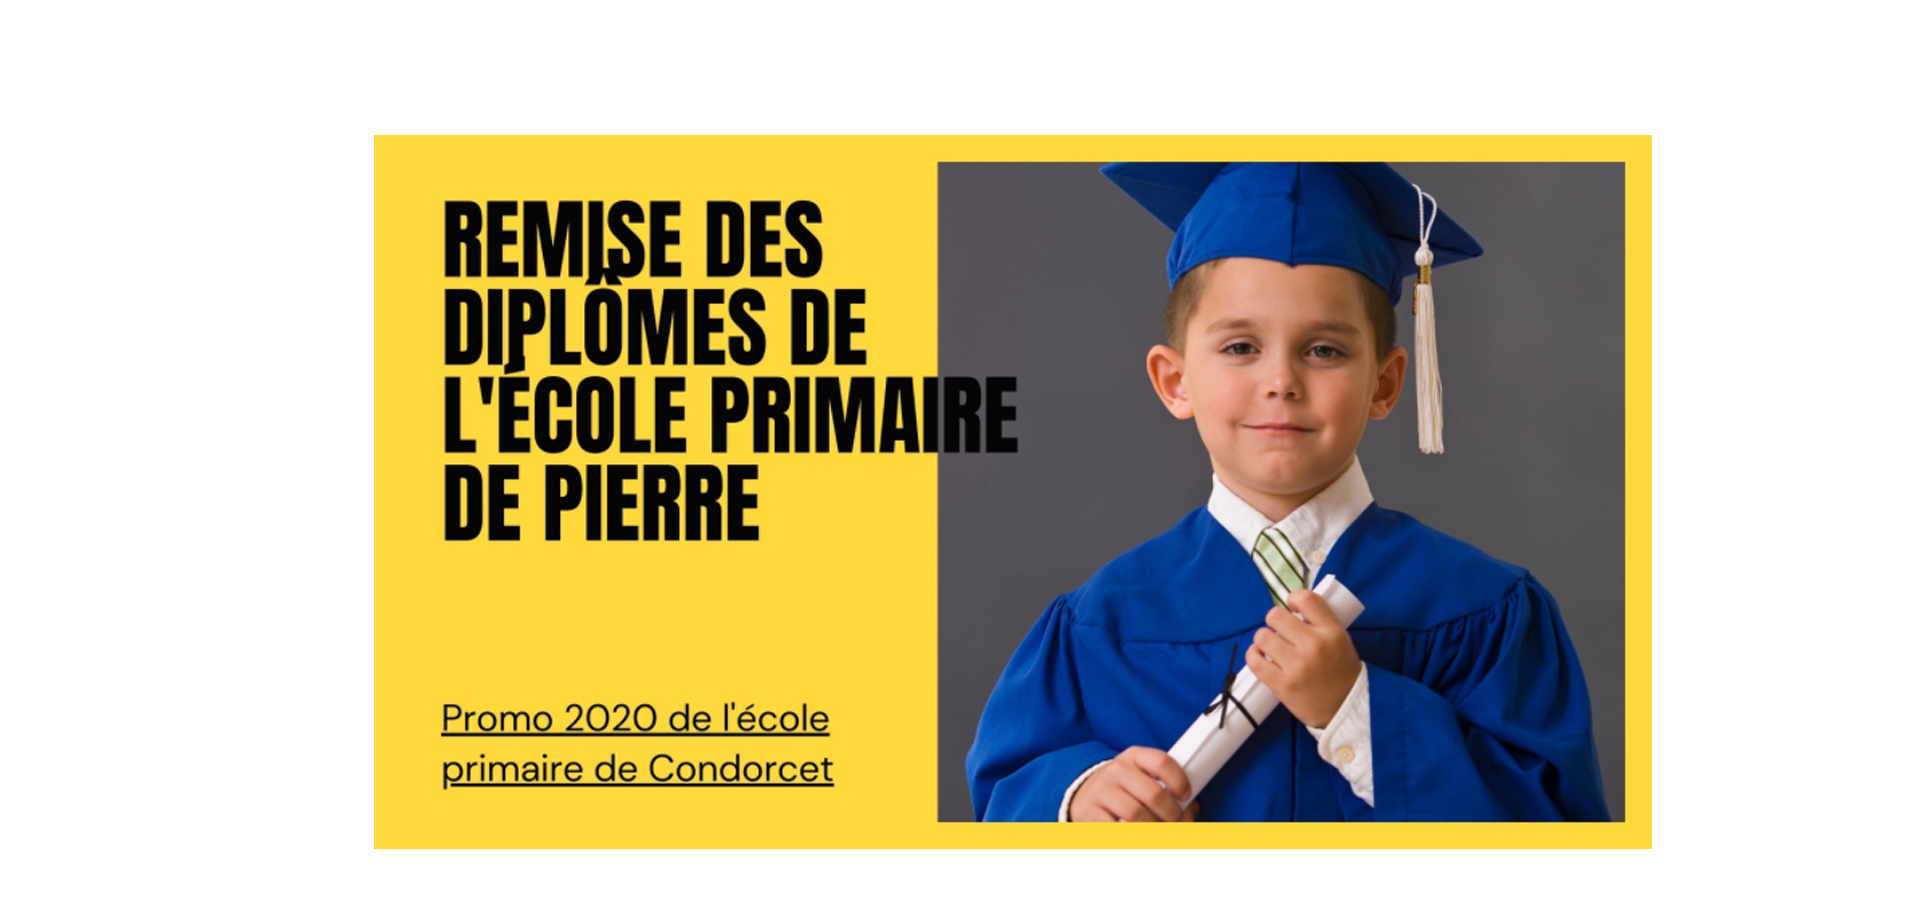 REMISE DES
DIPLÔMES DE
L'ÉCOLE PRIMAIRE
DE PIERRE
Promo 2020 de l'école
primaire de Condorcet